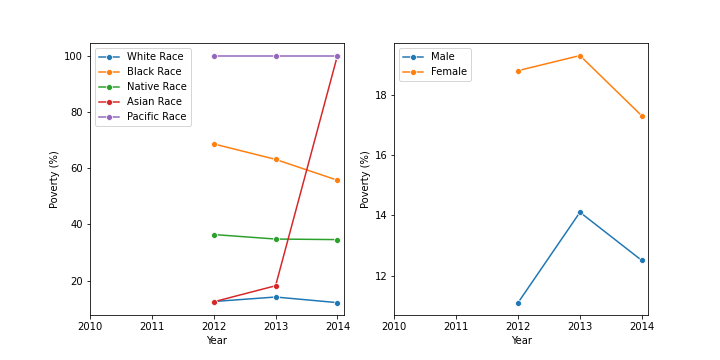 White Race
Black Race
Native Race
Asian Race
Pacific Race
100
80
60
40
20
Poverty (%)
2010 2011 2012 2013 2014
Year
Male
Female
18
16
14
12
Poverty (%)
2010 2011 2012 2013 2014
Year